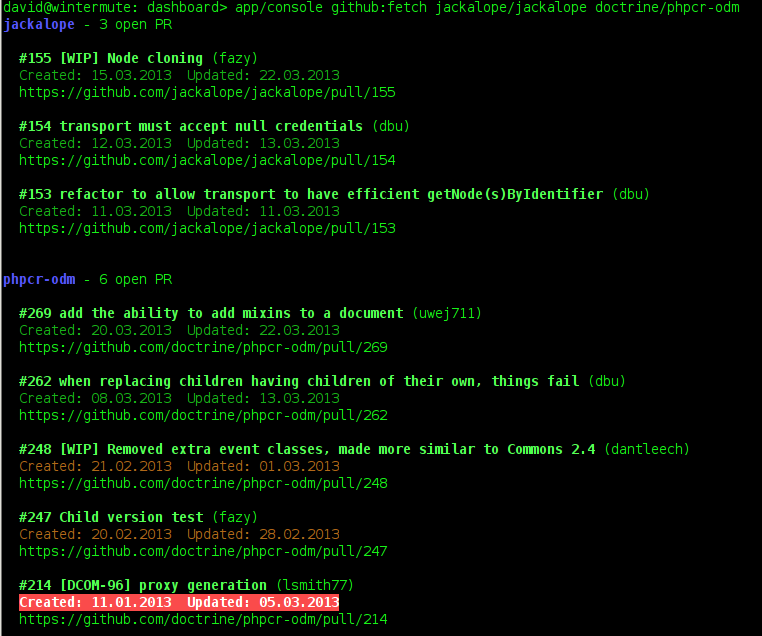 david@wintermute: dashboard> app/console github:fetch jackalope/jackalope doctrine/phpcr-odm
jackalope - 3 open PR
#155 [WIP] Node cloning (fazy)
Created: 15.03.2013  Updated: 22.03.2013
https://github.com/jackalope/jackalope/pull/155
#154 transport must accept null credentials (dbu)
Created: 12.03.2013  Updated: 13.03.2013
https://github.com/jackalope/jackalope/pull/154
#153 refactor to allow transport to have efficient getNode(s)ByIdentifier (dbu)
Created: 11.03.2013  Updated: 11.03.2013
https://github.com/jackalope/jackalope/pull/153
phpcr-odm - 6 open PR
#269 add the ability to add mixins to a document (uwej711)
Created: 20.03.2013  Updated: 22.03.2013
https://github.com/doctrine/phpcr-odm/pull/269
#262 when replacing children having children of their own, things fail (dbu)
Created: 08.03.2013  Updated: 13.03.2013
https://github.com/doctrine/phpcr-odm/pull/262
#248 [WIP] Removed extra event classes, made more similar to Commons 2.4 (dantleech)
Created: 21.02.2013  Updated: 01.03.2013
https://github.com/doctrine/phpcr-odm/pull/248
#247 Child version test (fazy)
Created: 20.02.2013  Updated: 28.02.2013
https://github.com/doctrine/phpcr-odm/pull/247
#214 [DCOM-96] proxy generation (lsmith77)
Created: 11.01.2013  Updated: 05.03.2013
https://github.com/doctrine/phpcr-odm/pull/214